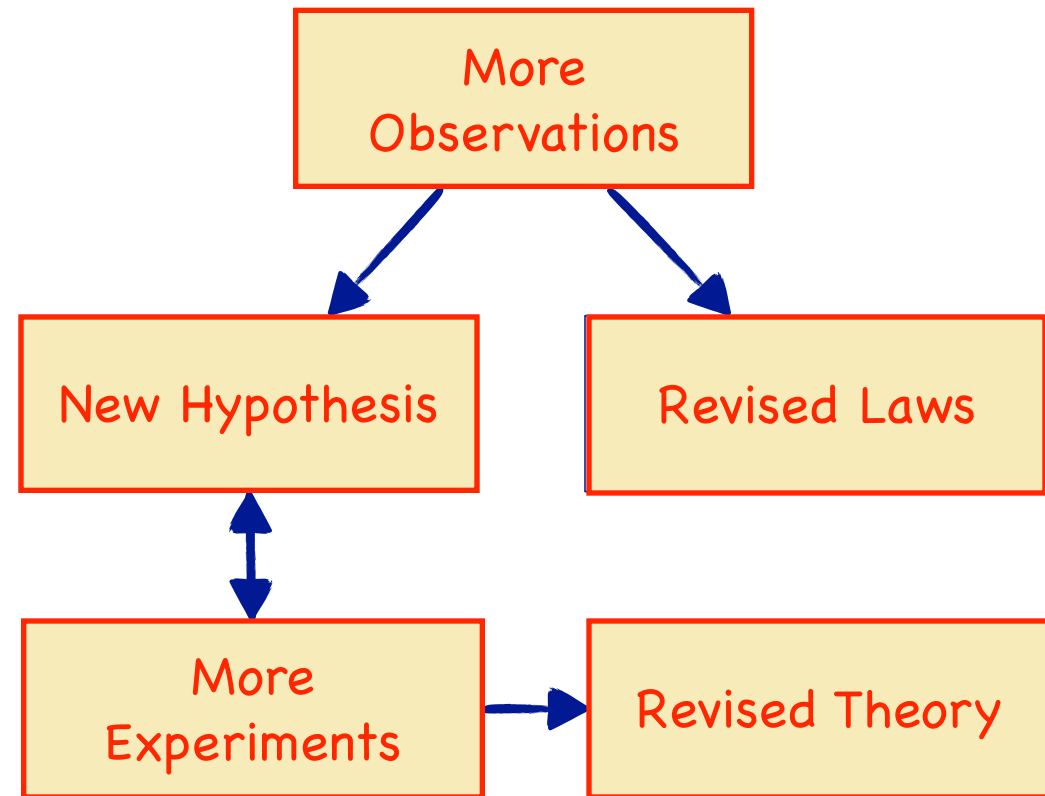 More
Observations
New Hypothesis
Revised Laws
More
Experiments
Revised Theory